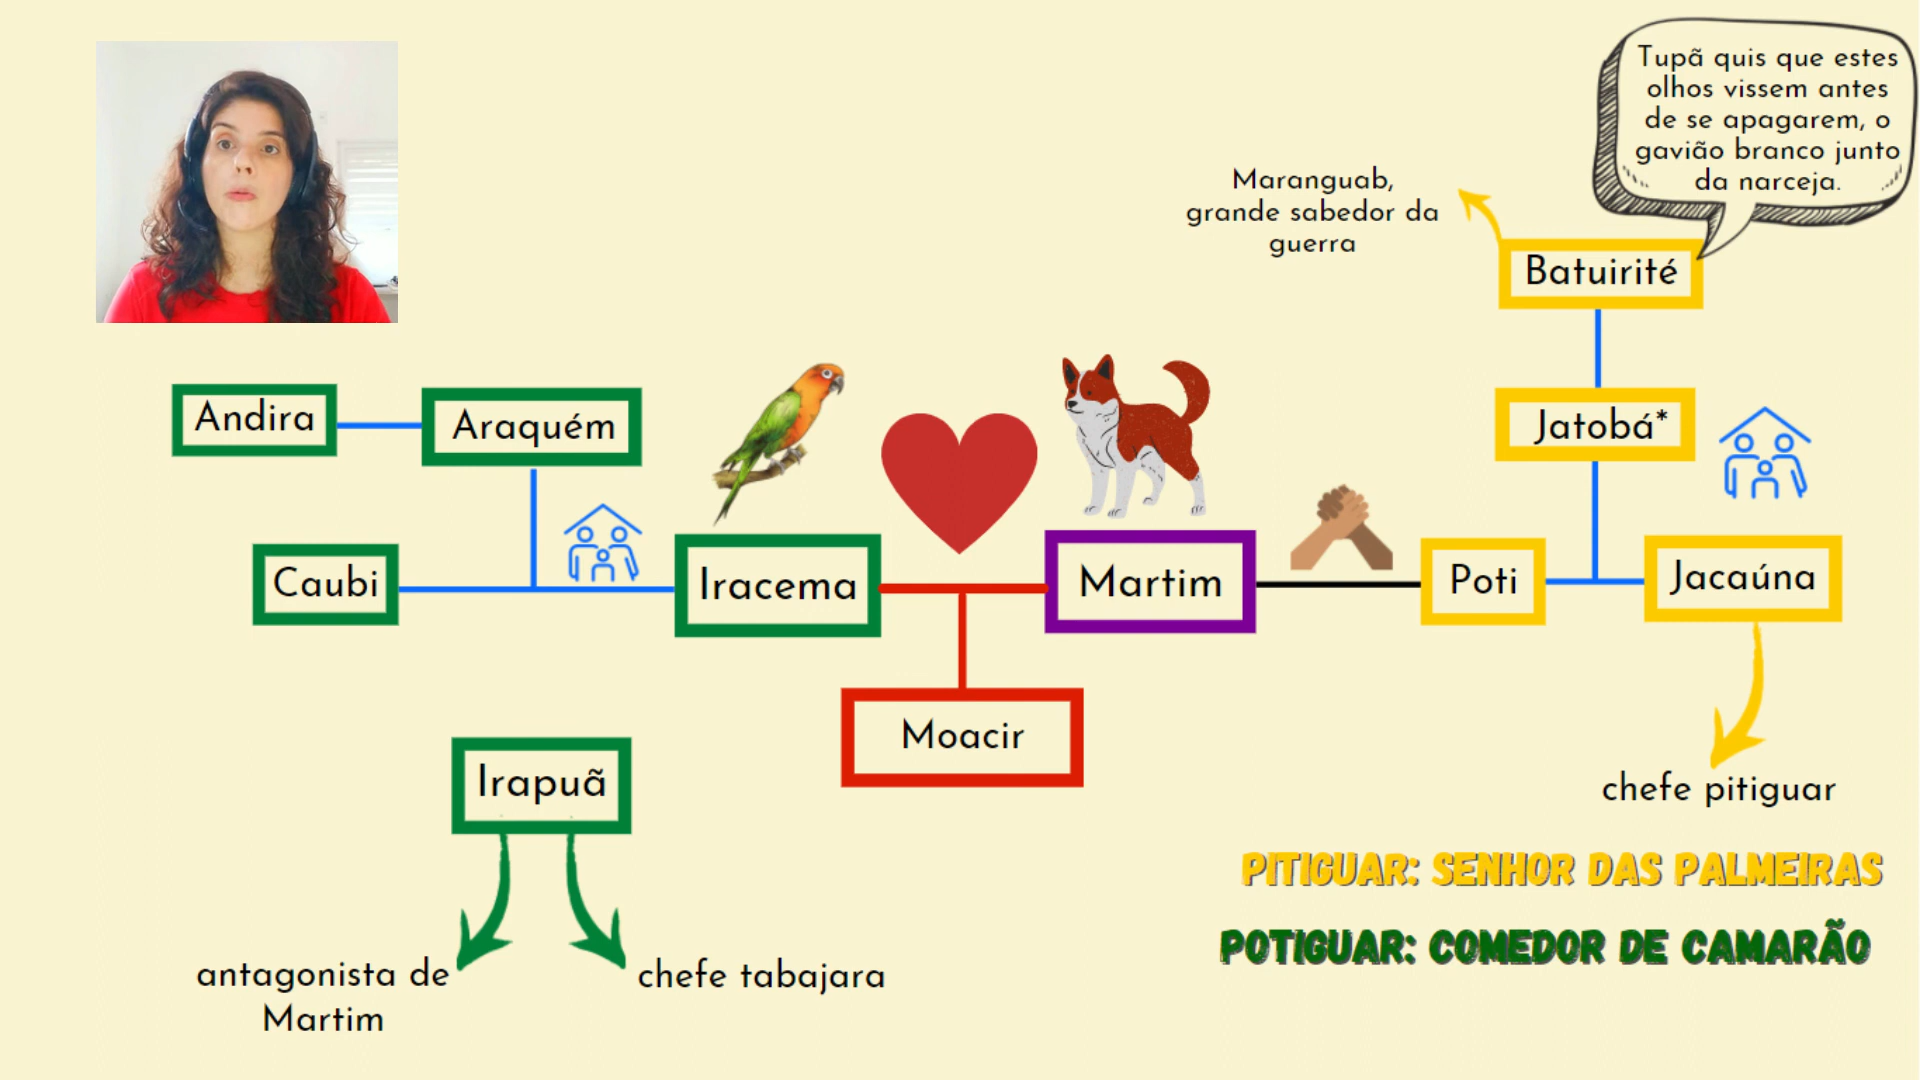 Tupã quis que estes
olhos vissem antes
de se apagarem, o
gavião branco junto
da narceja.
Maranguab,
grande sabedor da
guerra
Batuirité
Andira
Araquém
Jatobá*
Caubi
Iracema
Martim
Poti
Jacaúna
Moacir
Irapuã
chefe pitiguar
PITIGUAR: SENHOR DAS PALMEIRAS
POTIGUAR: COMEDOR DE CAMARÃO
antagonista de
Martim
chefe tabajara